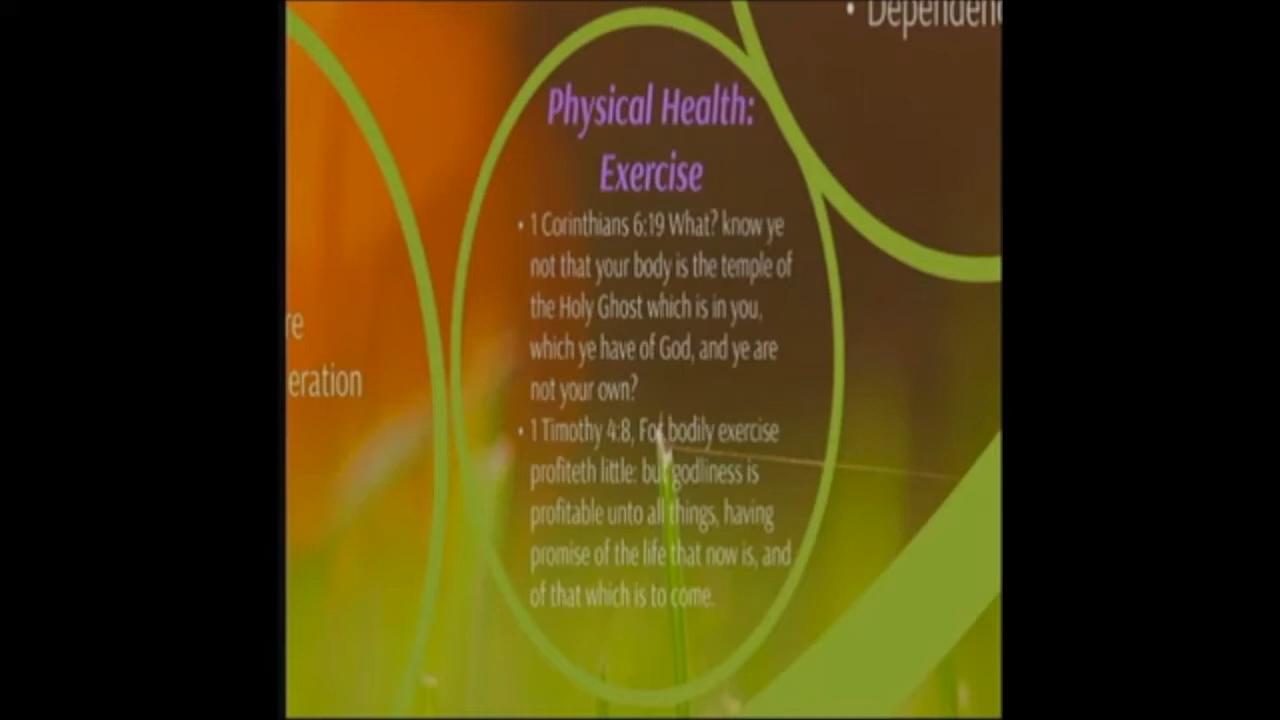 • Dependen
Physical Health:
Exercise
• 1 Corinthians 6:19 What? know ye
not that your body is the temple of
the Holy Ghost which is in you,
which ye have of God, and ye are
not your own?
• 1 Timothy 4:8, For bodily exercise
profiteth little: but godliness is
profitable unto all things, having
promise of the life that now is, and
of that which is to come.
re
eration